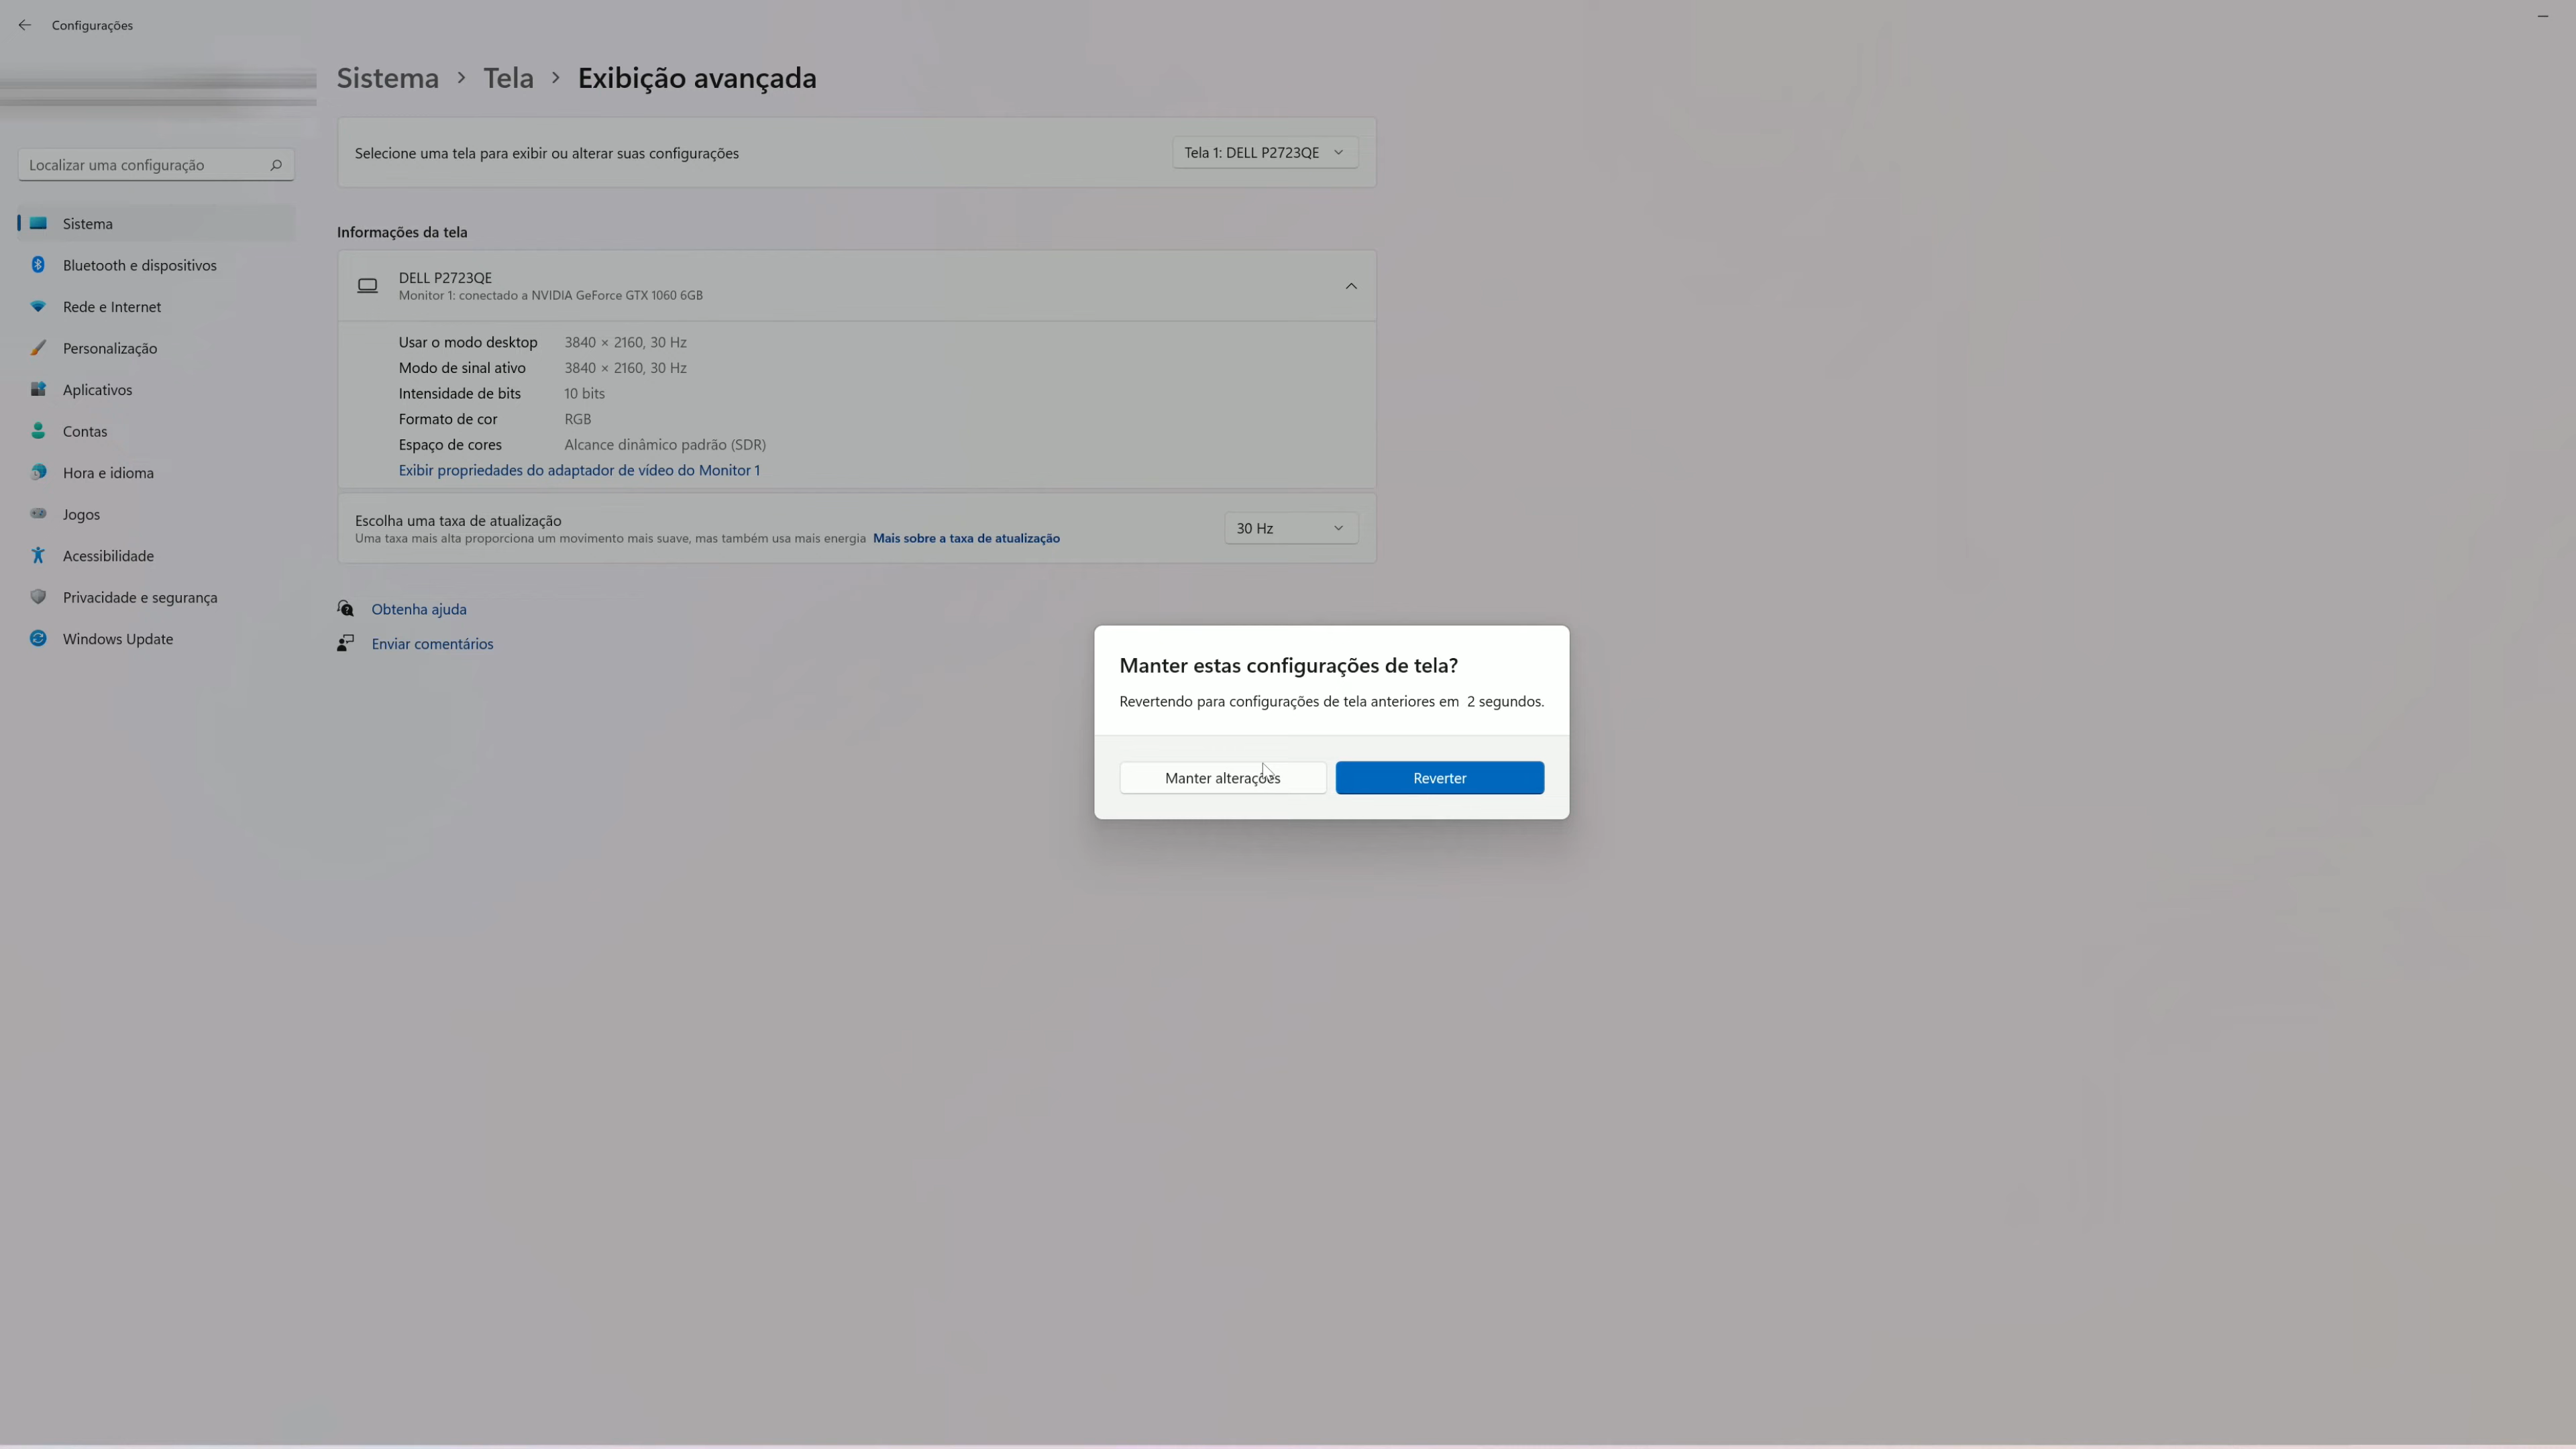 Configurações
Sistema > Tela > Exibição avançada
Localizar uma configuração
Sistema
Bluetooth e dispositivos
Rede e Internet
Personalização
Aplicativos
Contas
Hora e idioma
Jogos
Acessibilidade
Privacidade e segurança
Windows Update
Selecione uma tela para exibir ou alterar suas configurações
Tela 1: DELL P2723QE
Informações da tela
DELL P2723QE
Monitor 1: conectado a NVIDIA GeForce GTX 1060 6GB
Usar o modo desktop 3840 × 2160, 30 Hz
Modo de sinal ativo 3840 × 2160, 30 Hz
Intensidade de bits 10 bits
Formato de cor RGB
Espaço de cores Alcance dinâmico padrão (SDR)
Exibir propriedades do adaptador de vídeo do Monitor 1
Escolha uma taxa de atualização
Uma taxa mais alta proporciona um movimento mais suave, mas também usa mais energia Mais sobre a taxa de atualização
30 Hz
Obtenha ajuda
Enviar comentários
Manter estas configurações de tela?
Revertendo para configurações de tela anteriores em 2 segundos.
Manter alterações
Reverter